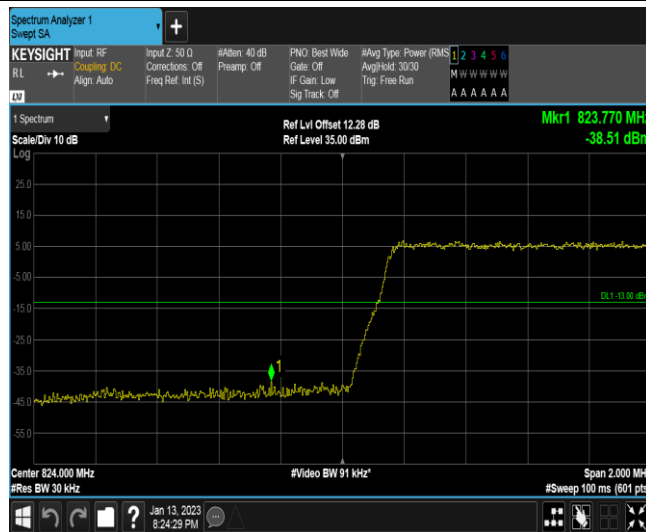 Spectrum Analyzer 1
Swept SA
+
KEYSIGHT
RL
LXI
Input: RF
Coupling: DC
Align: Auto
Input Z: 50 Ω
Corrections: Off
Freq Ref: Int (S)
#Atten: 40 dB
Preamp: Off
PNO: Best Wide
Gate: Off
IF Gain: Low
Sig Track: Off
#Avg Type: Power (RMS
Avg|Hold: 30/30
Trig: Free Run
1 2 3 4 5 6
M W W W W W
A A A A A A
1 Spectrum
Scale/Div 10 dB
Log
Ref Lvl Offset 12.28 dB
Ref Level 35.00 dBm
Mkr1 823.770 MHz
-38.51 dBm
25.0
15.0
5.00
-5.00
DL1 -13.00 dBm
-15.0
-25.0
1
-35.0
-45.0
-55.0
Center 824.000 MHz
#Res BW 30 kHz
#Video BW 91 kHz*
Span 2.000 MHz
#Sweep 100 ms (601 pts
?
Jan 13, 2023
8:24:29 PM